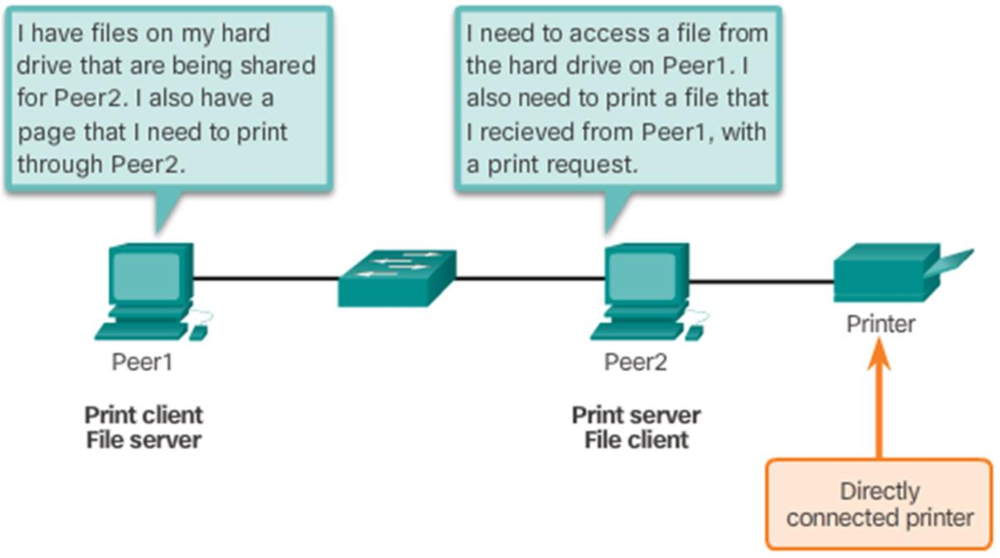 I have files on my hard
drive that are being shared
for Peer2. I also have a
page that I need to print
through Peer2.
I need to access a file from
the hard drive on Peer1. I
also need to print a file that
I recieved from Peer1, with
a print request.
Peer1
Print client
File server
Peer2
Print server
File client
Printer
Directly
connected printer